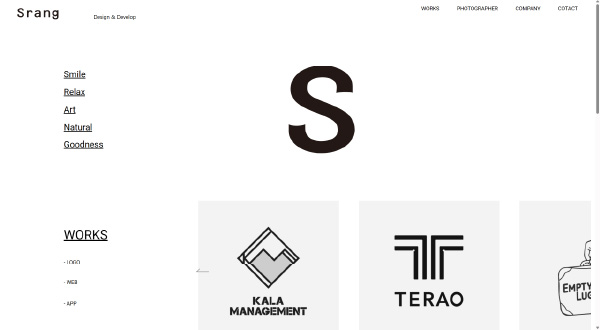 Srang
Design & Develop
WORKS
PHOTOGRAPHER
COMPANY
COTACT
Smile
Relax
Art
Natural
Goodness
S
WORKS
- LOGO
- WEB
- APP
KALA
MANAGEMENT
TERAO
EMPTY
LUG